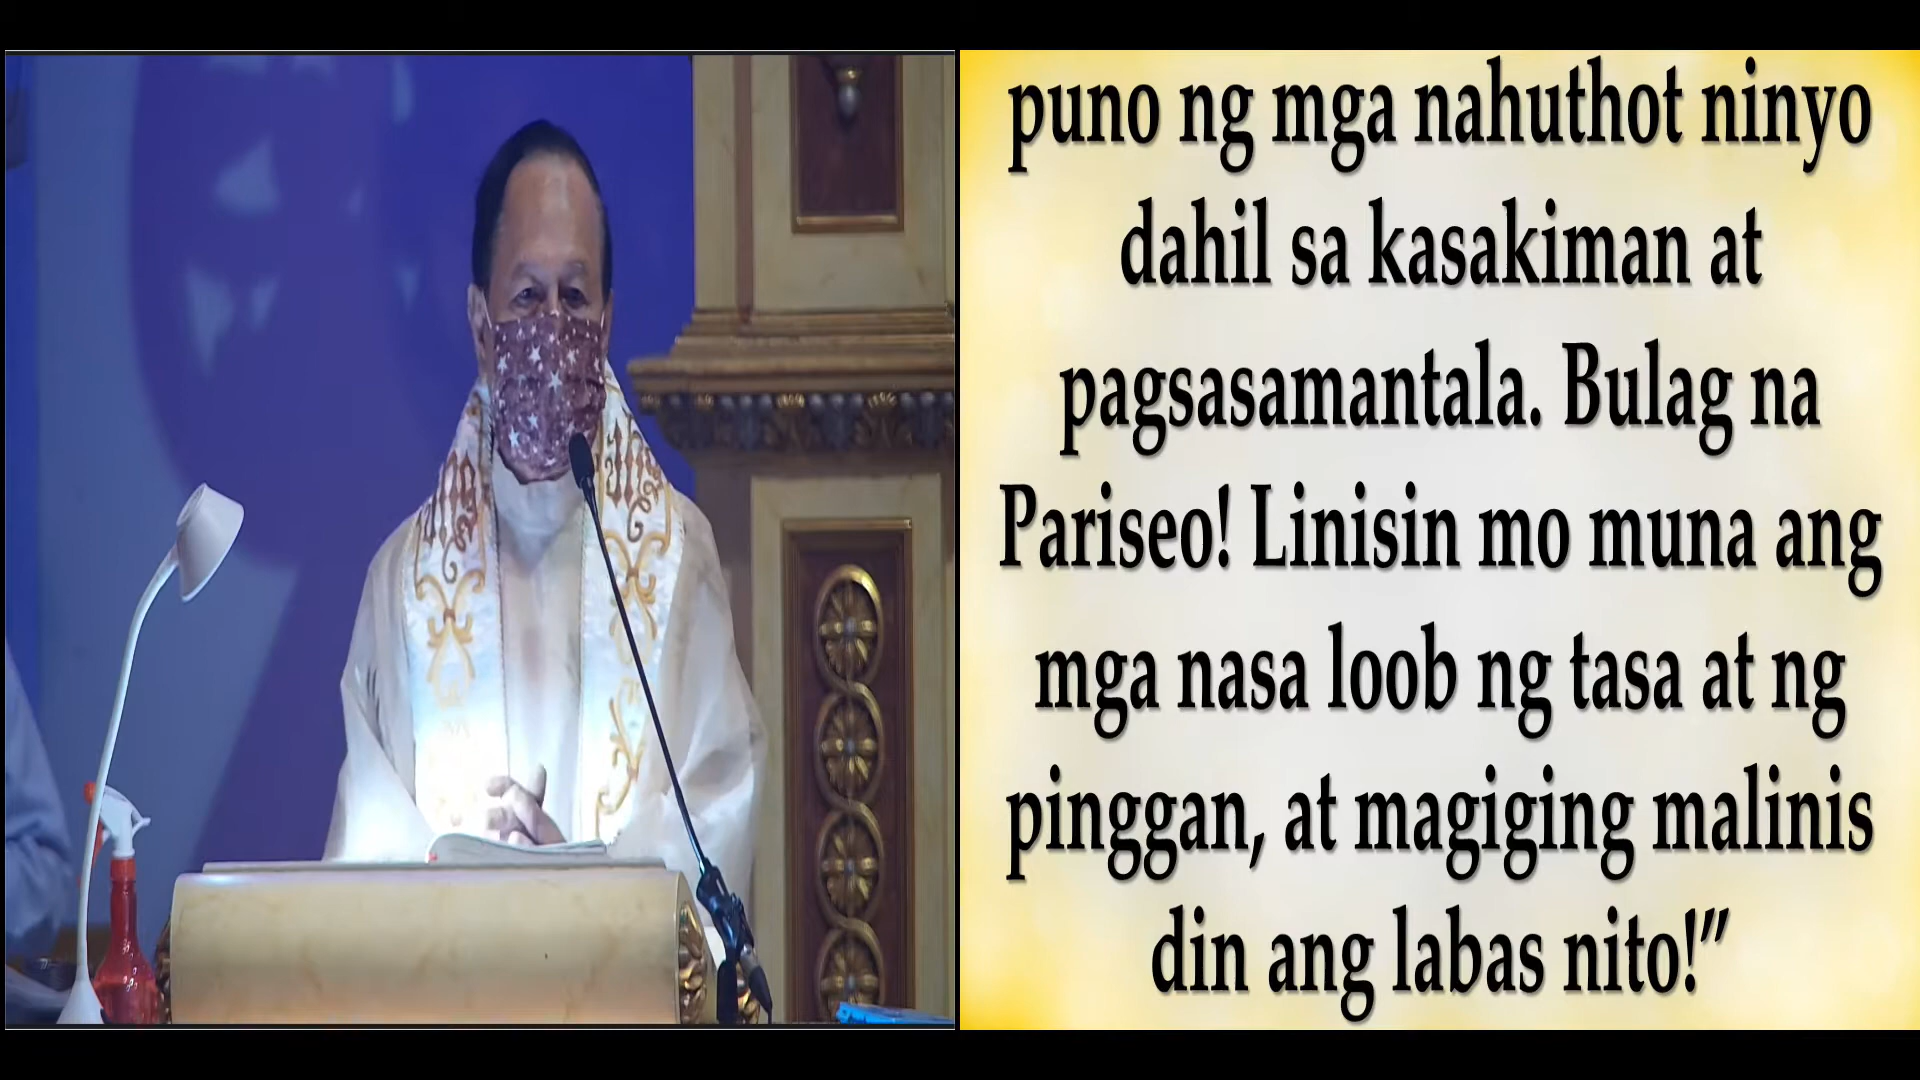 puno ng mga nahuthot ninyo
dahil sa kasakiman at
pagsasamantala. Bulag na
Pariseo! Linisin mo muna ang
mga nasa loob ng tasa at ng
pinggan, at magiging malinis
din ang labas nito!”